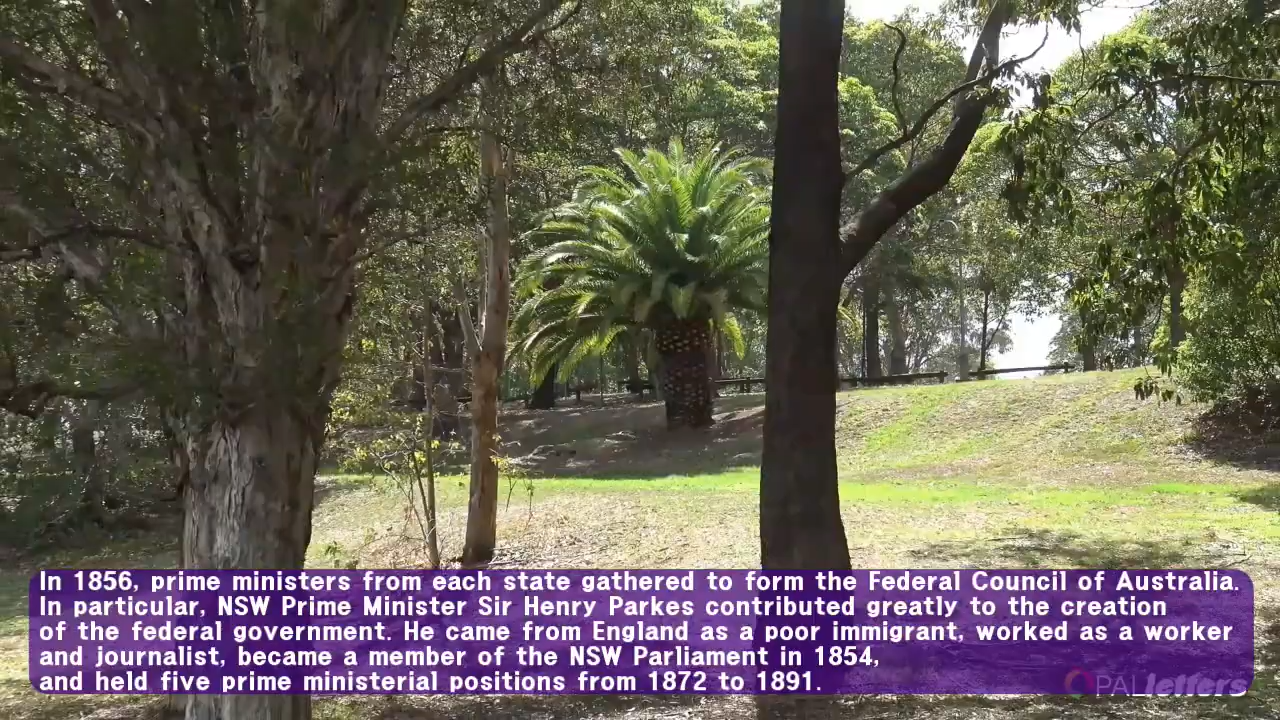 In 1856, prime ministers from each state gathered to form the Federal Council of Australia.
In particular, NSW Prime Minister Sir Henry Parkes contributed greatly to the creation
of the federal government. He came from England as a poor immigrant, worked as a worker
and journalist, became a member of the NSW Parliament in 1854,
and held five prime ministerial positions from 1872 to 1891.
OPAL letters